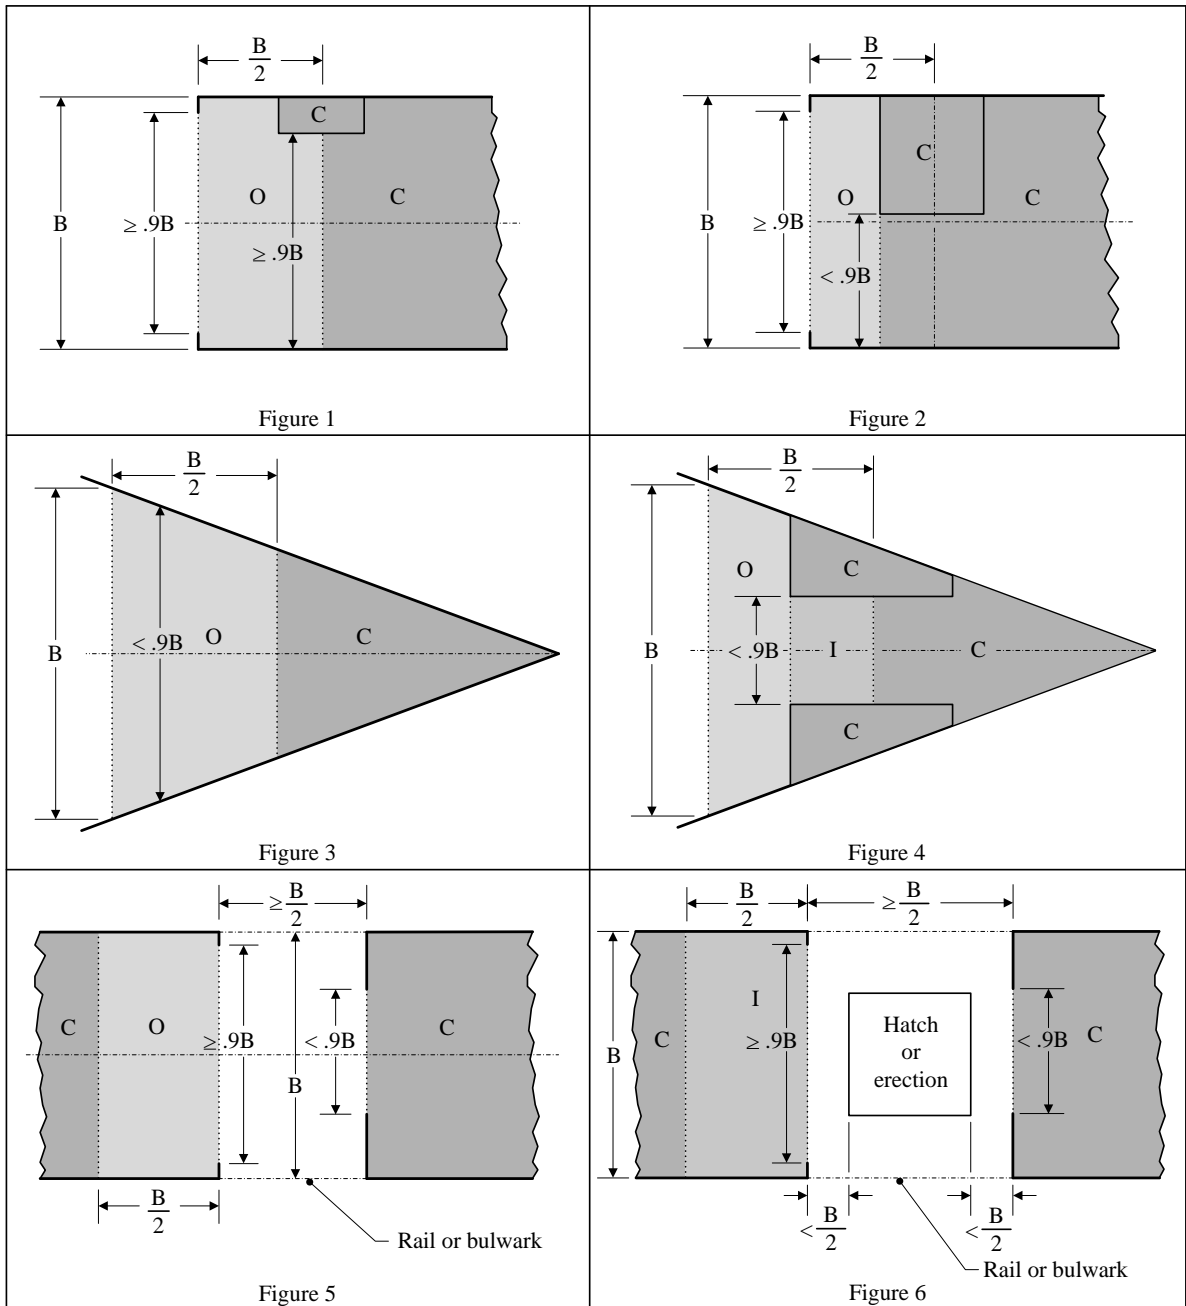 B
2
C
O
C
B
≥ .9B
≥ .9B
Figure 1
B
2
C
O
C
B
≥ .9B
< .9B
Figure 2
B
2
B
< .9B
O
C
Figure 3
B
2
O
C
B
< .9B
I
C
C
Figure 4
≥ B
2
C
O
≥ .9B
< .9B
C
B
B
2
Rail or bulwark
Figure 5
B
2
≥ B
2
I
Hatch
or
erection
B
C
≥ .9B
< .9B
C
< B
2
< B
2
Rail or bulwark
Figure 6